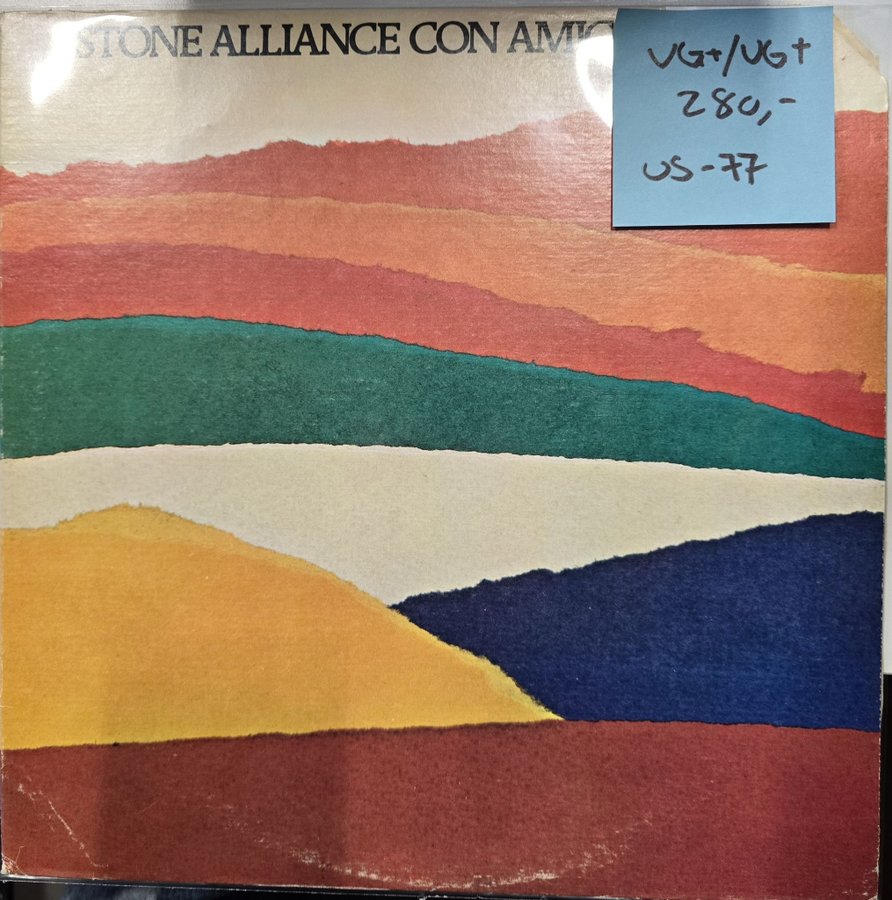 STONE ALLIANCE CON AMIG
VG+/VG+
280,-
US-77